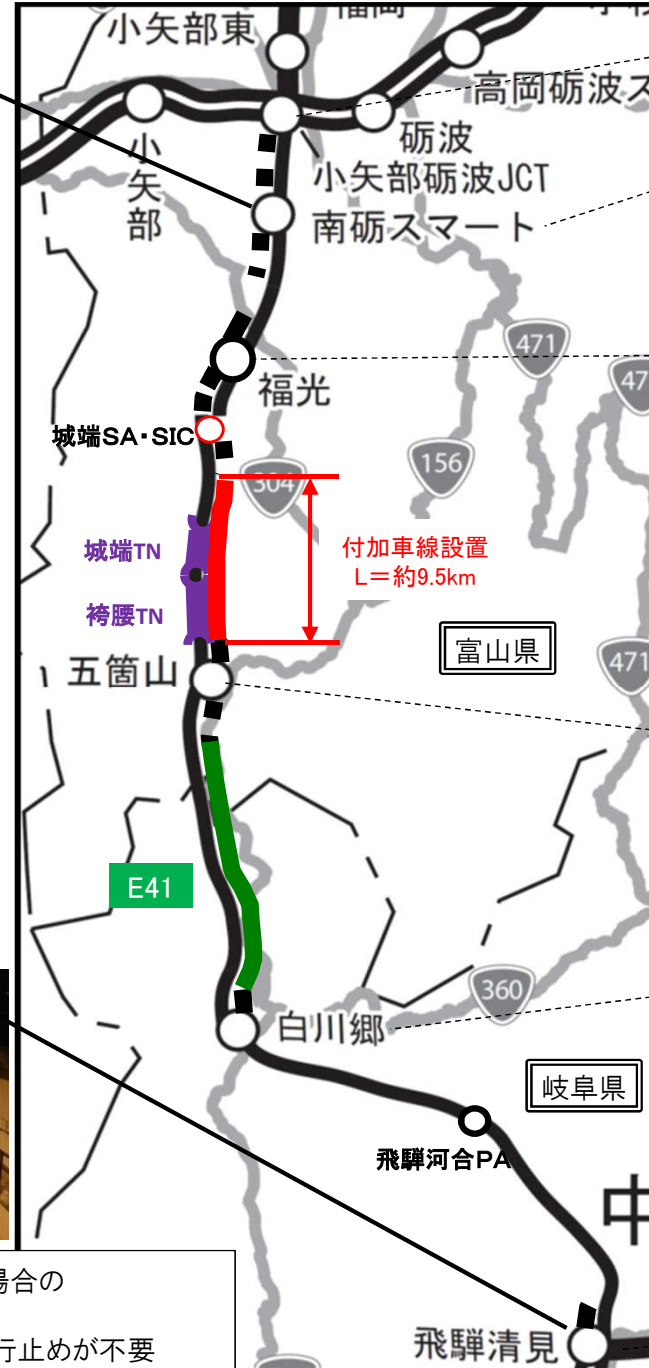 小矢部東
福岡
高岡砺波ス
小矢部
砺波
小矢部砺波JCT
南砺スマート
471
47
福光
城端SA・SIC
304
156
付加車線設置
L=約9.5km
城端TN
袴腰TN
富山県
471
五箇山
E41
360
白川郷
岐阜県
飛騨河合PA
中
場合の
行止めが不要
飛騨清見